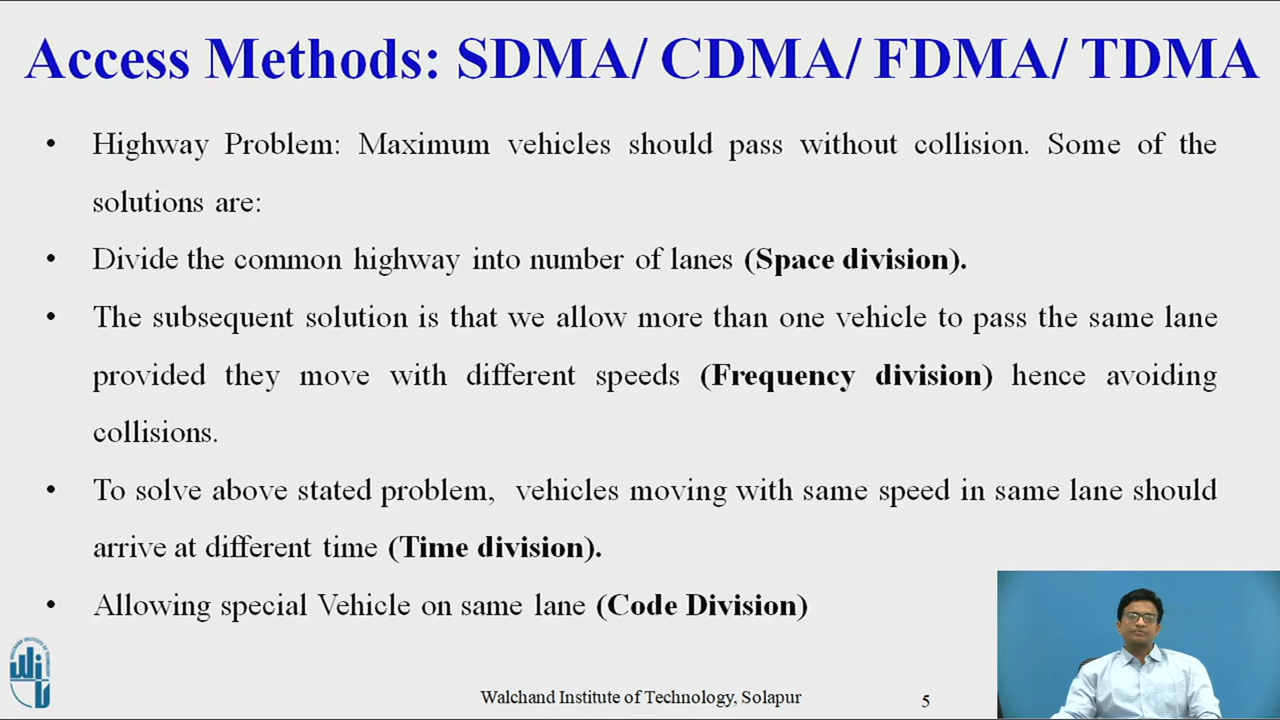 Access Methods: SDMA/ CDMA/ FDMA/ TDMA
• Highway Problem: Maximum vehicles should pass without collision. Some of the
solutions are:
• Divide the common highway into number of lanes (Space division).
• The subsequent solution is that we allow more than one vehicle to pass the same lane
provided they move with different speeds (Frequency division) hence avoiding
collisions.
• To solve above stated problem, vehicles moving with same speed in same lane should
arrive at different time (Time division).
• Allowing special Vehicle on same lane (Code Division)
Walchand Institute of Technology, Solapur
5